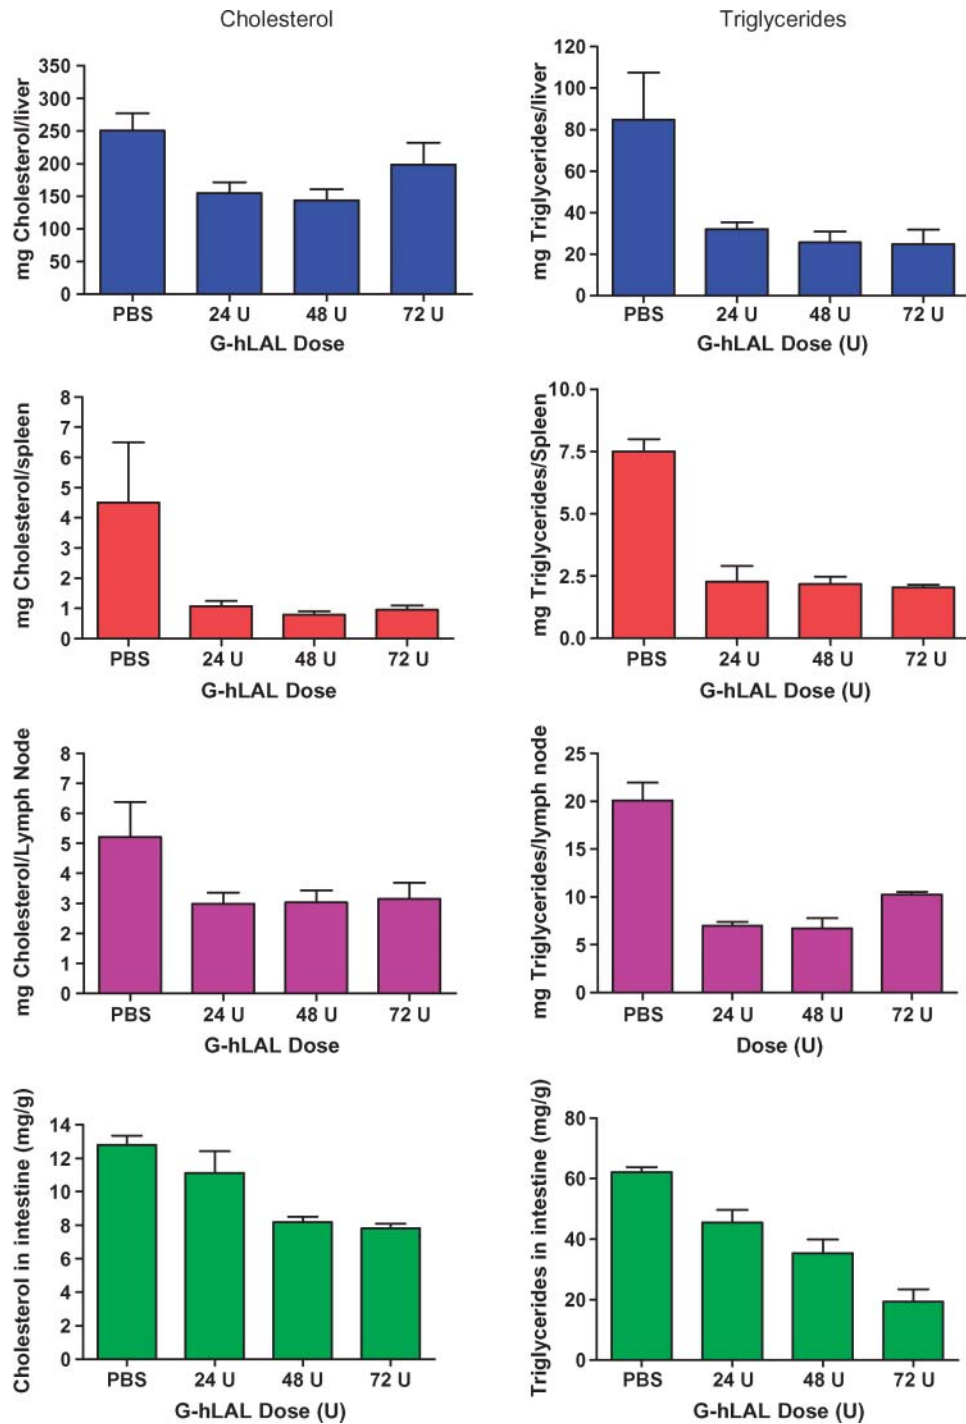 Cholesterol
Triglycerides
mg Cholesterol/liver
350
300
250
200
150
100
50
0
PBS 24 U 48 U 72 U
G-hLAL Dose
mg Triglycerides/liver
120
100
80
60
40
20
0
PBS 24 U 48 U 72 U
G-hLAL Dose (U)
mg Cholesterol/spleen
8
7
6
5
4
3
2
1
0
PBS 24 U 48 U 72 U
G-hLAL Dose
mg Triglycerides/Spleen
10.0
7.5
5.0
2.5
0.0
PBS 24 U 48 U 72 U
G-hLAL Dose (U)
mg Cholesterol/Lymph Node
8
7
6
5
4
3
2
1
0
PBS 24 U 48 U 72 U
G-hLAL Dose
mg Triglycerides/lymph node
25
20
15
10
5
0
PBS 24 U 48 U 72 U
Dose (U)
Cholesterol in intestine (mg/g)
14
12
10
8
6
4
2
0
PBS 24 U 48 U 72 U
G-hLAL Dose (U)
Triglycerides in intestine (mg/g)
80
60
40
20
0
PBS 24 U 48 U 72 U
G-hLAL Dose (U)